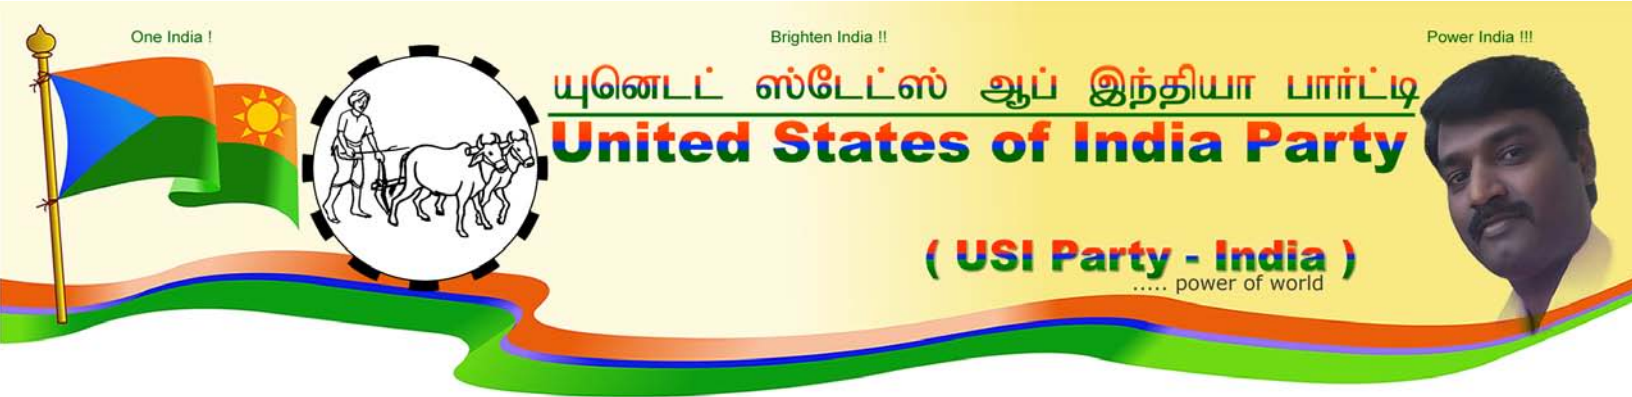 One India ! Brighten India !! Power India !!!
யுனெடட் ஸ்டேட்ஸ் ஆப் இந்தியா பார்ட்டி
United States of India Party
( USI Party - India )
..... power of world